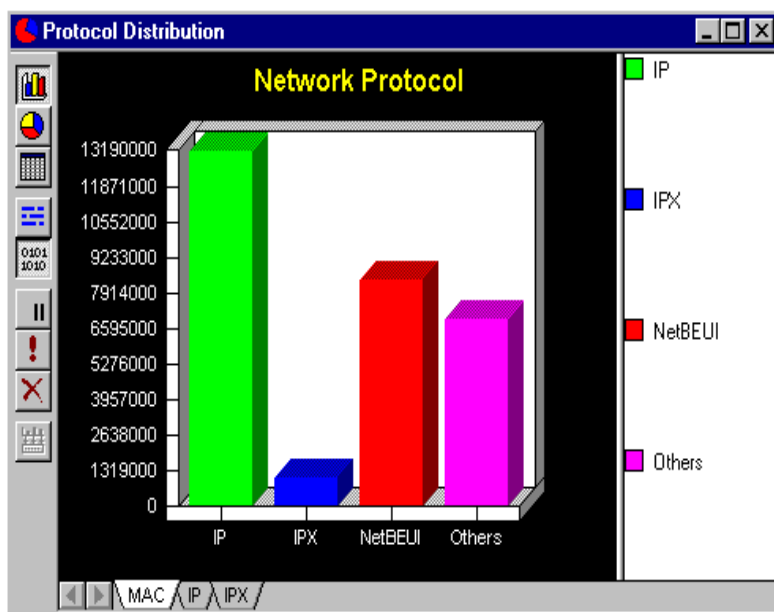 Protocol Distribution
Network Protocol
13190000
11871000
10552000
9233000
7914000
6595000
5276000
3957000
2638000
1319000
0
IP
IPX
NetBEUI
Others
IP
IPX
NetBEUI
Others
0101
1010
MAC
IP
IPX